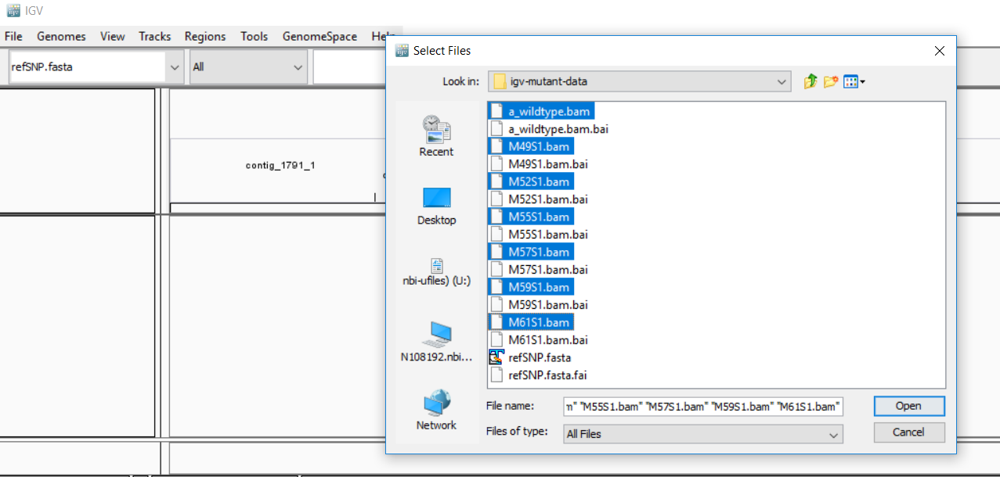 IGV
File Genomes View Tracks Regions Tools GenomeSpace Help
Select Files
refSNP.fasta All
Look in: igv-mutant-data
contig_1791_1
Recent
Desktop
nbi-ufiles) (U:)
N108192.nbi...
Network
a_wildtype.bam
a_wildtype.bam.bai
M49S1.bam
M49S1.bam.bai
M52S1.bam
M52S1.bam.bai
M55S1.bam
M55S1.bam.bai
M57S1.bam
M57S1.bam.bai
M59S1.bam
M59S1.bam.bai
M61S1.bam
M61S1.bam.bai
refSNP.fasta
refSNP.fasta.fai
File name: "M55S1.bam" "M57S1.bam" "M59S1.bam" "M61S1.bam" Open
Files of type: All Files Cancel